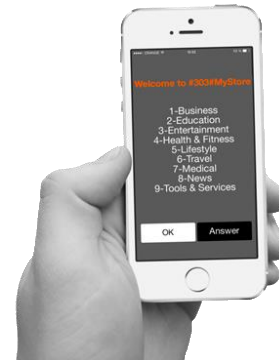 Welcome to #303#MyStore
1-Business
2-Education
3-Entertainment
4-Health & Fitness
5-Lifestyle
6-Travel
7-Medical
8-News
9-Tools & Services
OK Answer